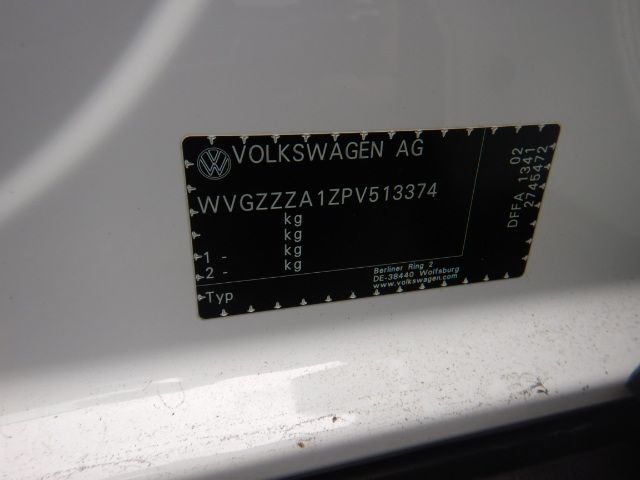 VOLKSWAGEN AG
WVGZZZA1ZPV513374
kg
kg
1 - kg
2 - kg
Typ
Berliner Ring 2
DE-38440 Wolfsburg
www.volkswagen.com
02
DFFA 1341
2745472